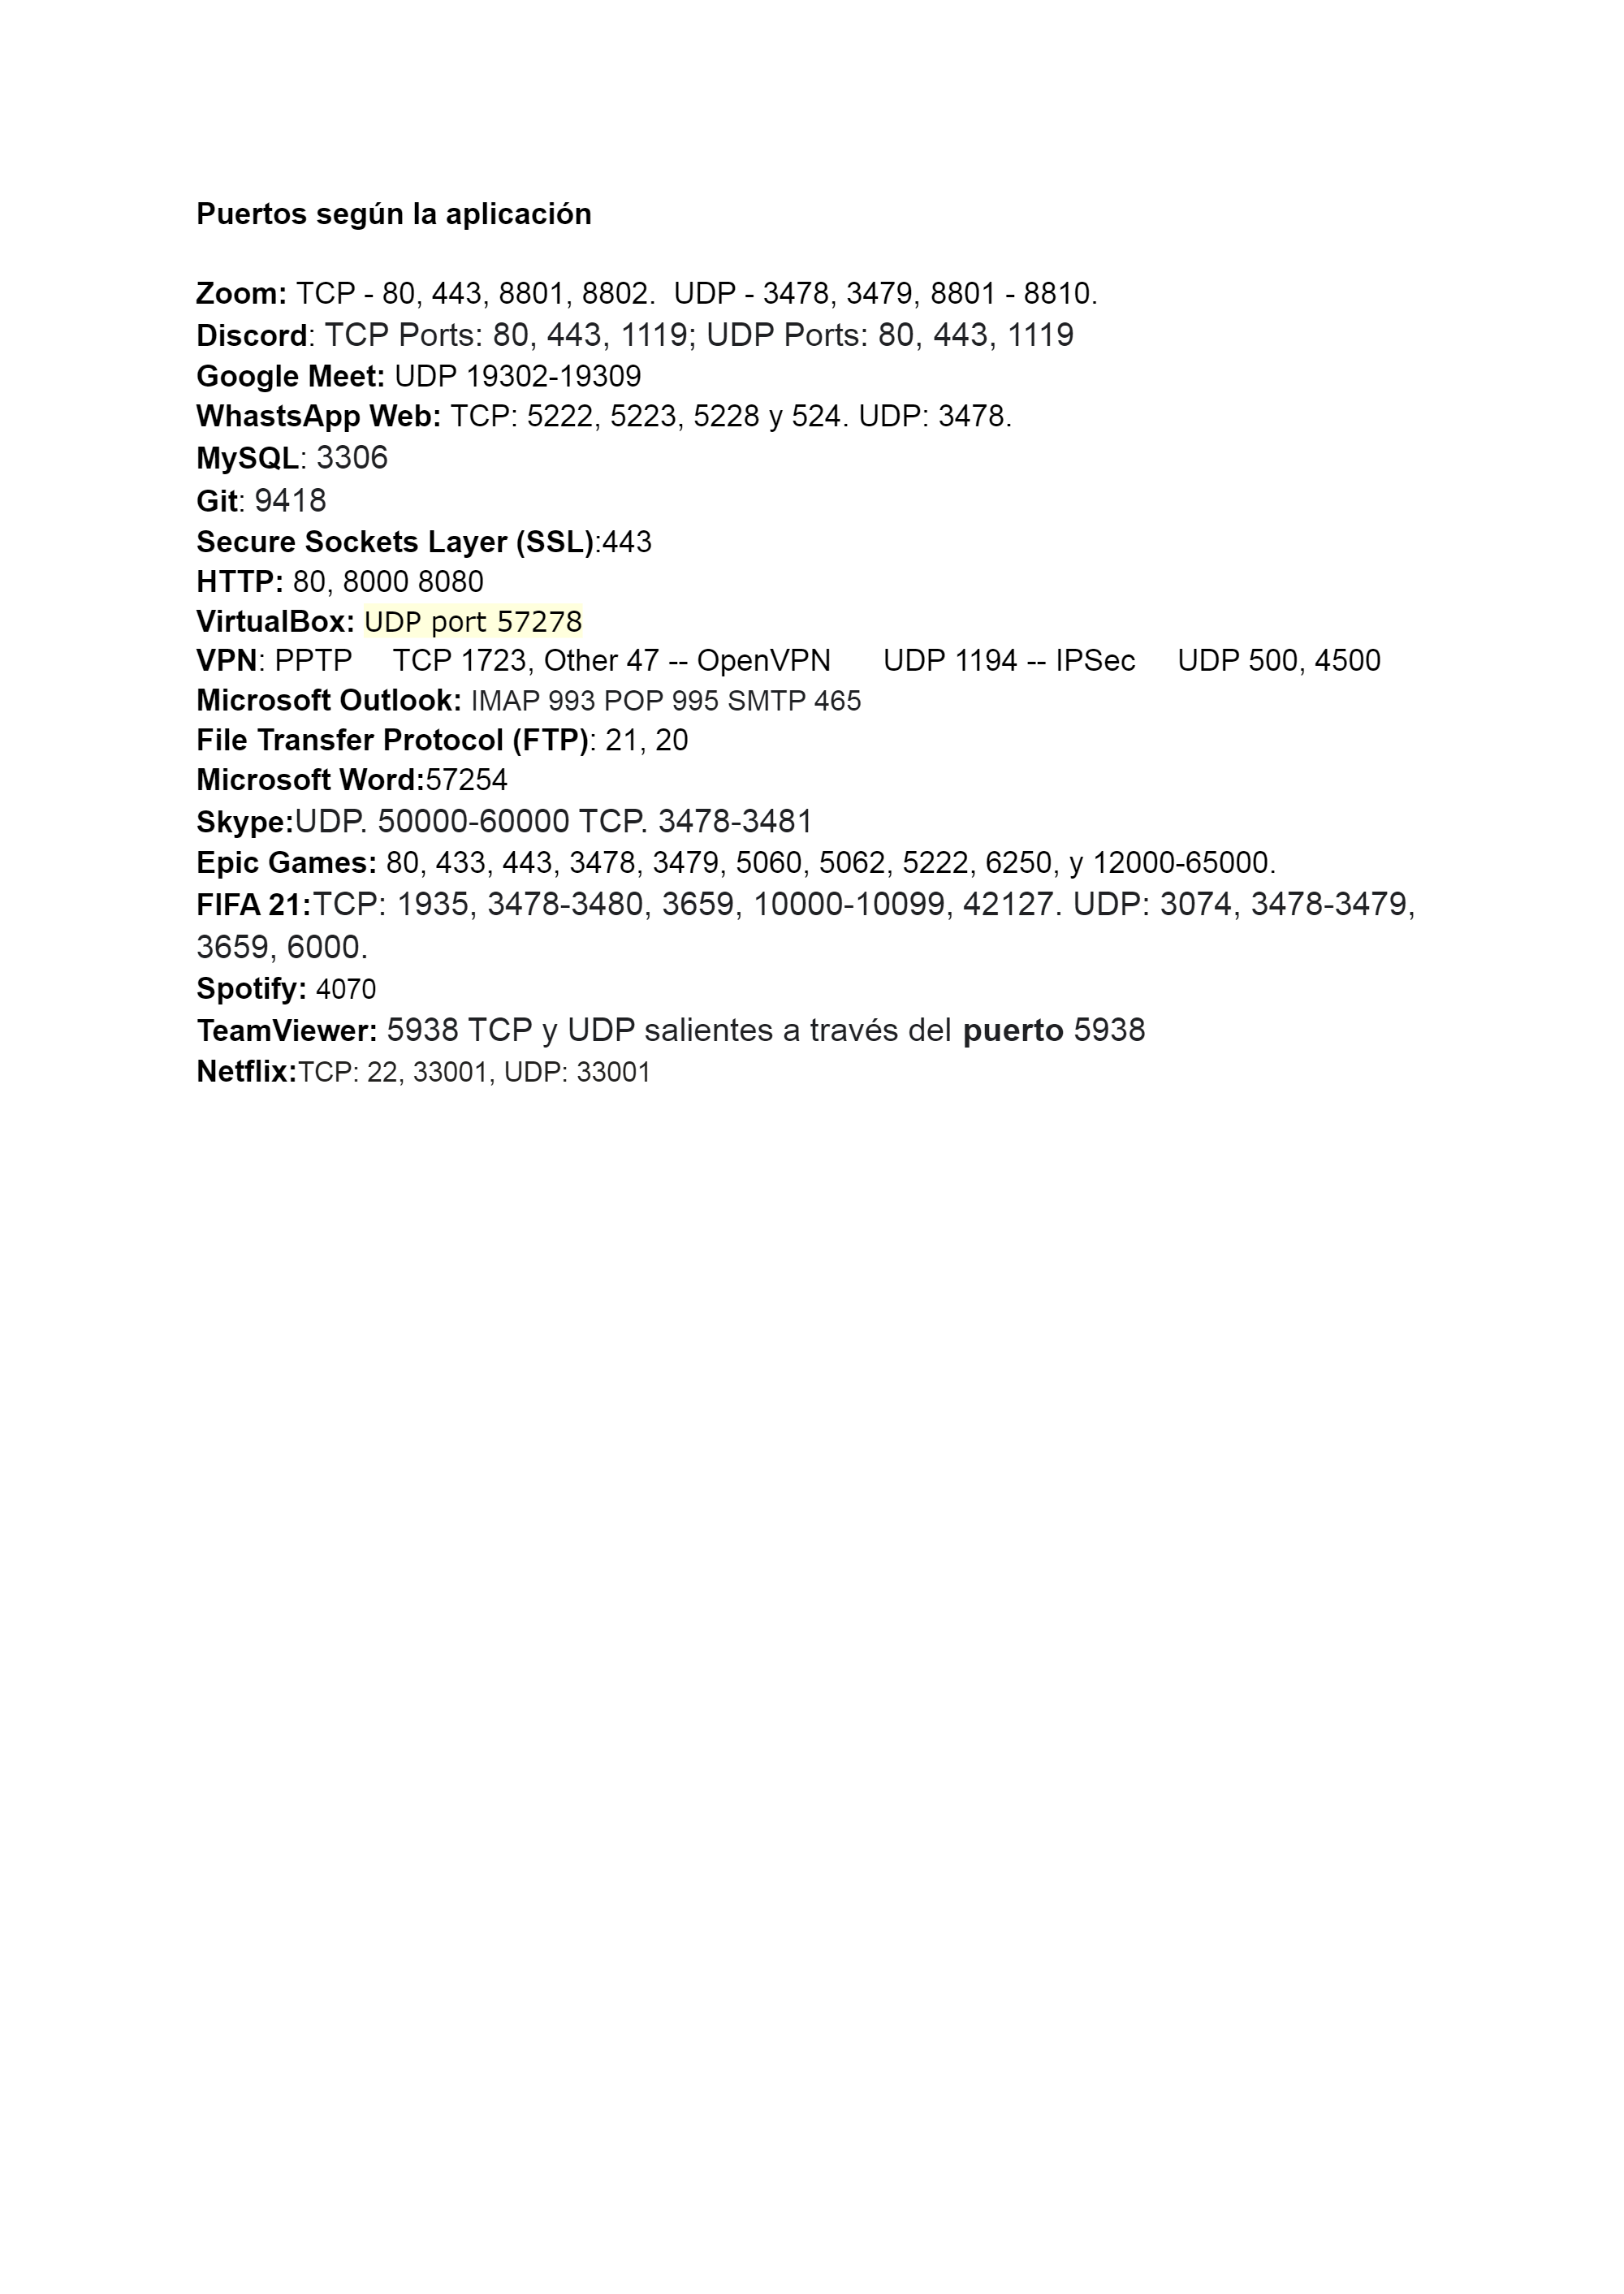 Puertos según la aplicación
Zoom: TCP - 80, 443, 8801, 8802.  UDP - 3478, 3479, 8801 - 8810.
Discord: TCP Ports: 80, 443, 1119; UDP Ports: 80, 443, 1119
Google Meet: UDP 19302-19309
WhastsApp Web: TCP: 5222, 5223, 5228 y 524. UDP: 3478.
MySQL: 3306
Git: 9418
Secure Sockets Layer (SSL):443
HTTP: 80, 8000 8080
VirtualBox: UDP port 57278
VPN: PPTP     TCP 1723, Other 47 -- OpenVPN      UDP 1194 -- IPSec     UDP 500, 4500
Microsoft Outlook: IMAP 993 POP 995 SMTP 465
File Transfer Protocol (FTP): 21, 20
Microsoft Word:57254
Skype:UDP. 50000-60000 TCP. 3478-3481
Epic Games: 80, 433, 443, 3478, 3479, 5060, 5062, 5222, 6250, y 12000-65000.
FIFA 21:TCP: 1935, 3478-3480, 3659, 10000-10099, 42127. UDP: 3074, 3478-3479,
3659, 6000.
Spotify: 4070
TeamViewer: 5938 TCP y UDP salientes a través del puerto 5938
Netflix:TCP: 22, 33001, UDP: 33001